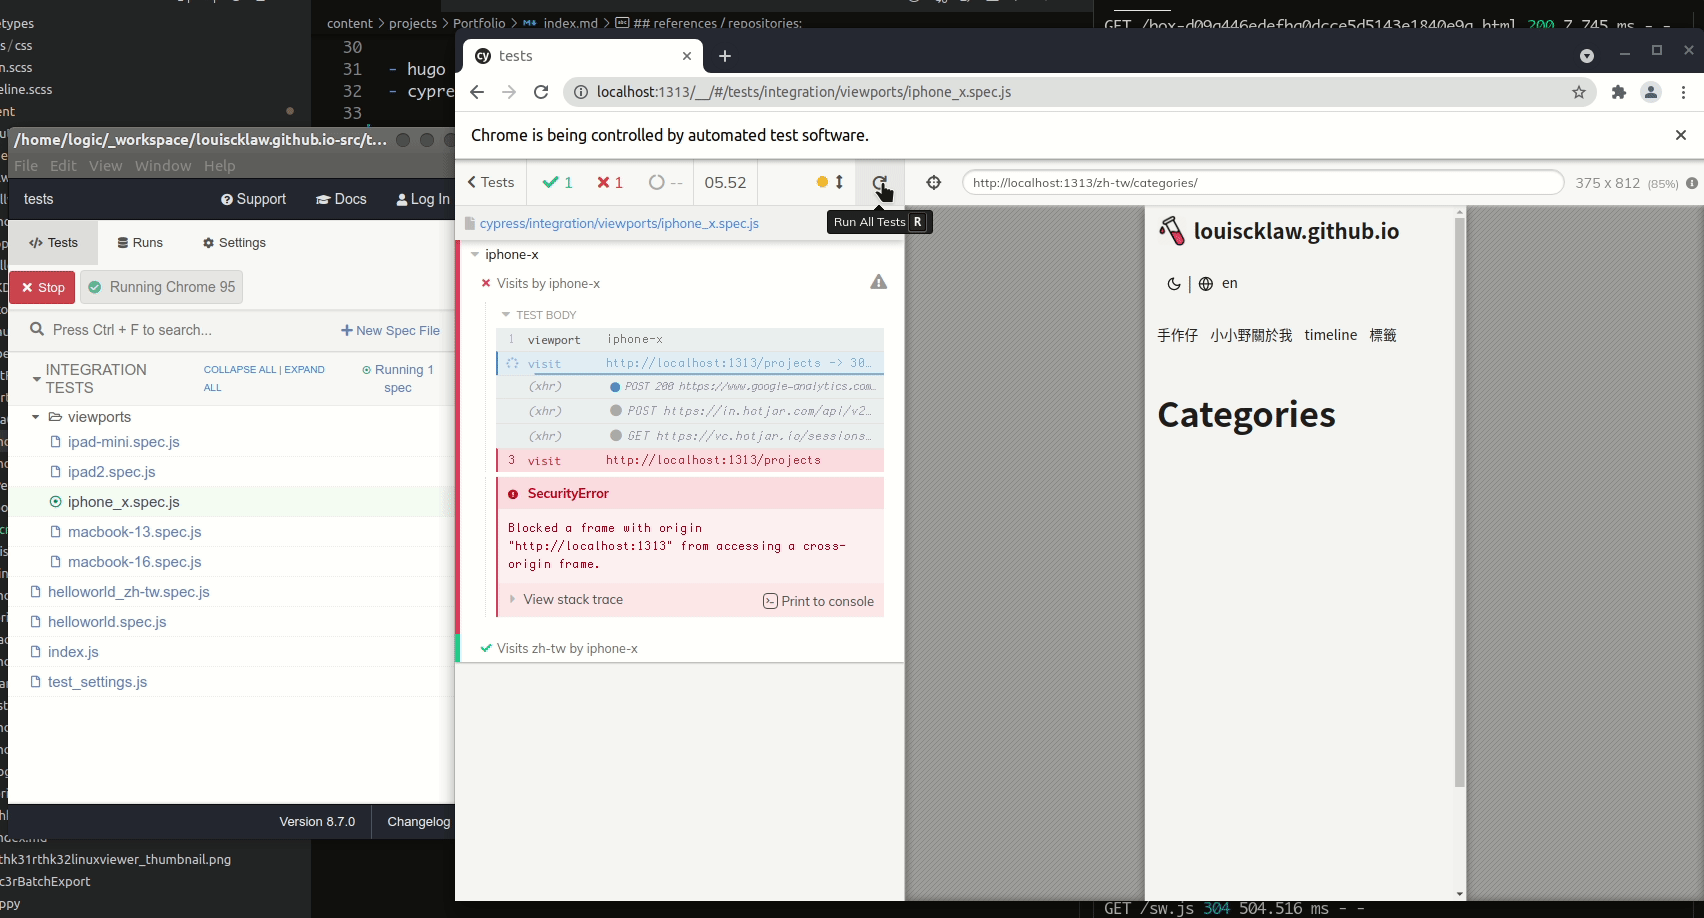 etypes
s/css
n.scss
eline.scss
ent
content > projects > Portfolio > index.md > ## references / repositories:
30
31 - hugo
32 - cypre
33
GET /box-d09a446edefba0dcce5d5143e1840e9a.html 200 7.745 ms - -
/home/logic/_workspace/louiscklaw.github.io-src/t...
File Edit View Window Help
tests
Support
Docs
Log In
Tests
Runs
Settings
Stop
Running Chrome 95
Press Ctrl + F to search...
New Spec File
INTEGRATION TESTS
COLLAPSE ALL | EXPAND ALL
Running 1 spec
viewports
ipad-mini.spec.js
ipad2.spec.js
iphone_x.spec.js
macbook-13.spec.js
macbook-16.spec.js
helloworld_zh-tw.spec.js
helloworld.spec.js
index.js
test_settings.js
Version 8.7.0
Changelog
thk31rthk32linuxviewer_thumbnail.png
c3rBatchExport
ppy
cy tests
localhost:1313/__/#/tests/integration/viewports/iphone_x.spec.js
Chrome is being controlled by automated test software.
Tests
1
1
--
05.52
http://localhost:1313/zh-tw/categories/
375 x 812 (85%)
cypress/integration/viewports/iphone_x.spec.js
Run All Tests R
iphone-x
Visits by iphone-x
TEST BODY
1 viewport iphone-x
visit http://localhost:1313/projects -> 30...
(xhr) POST 200 https://www.google-analytics.com...
(xhr) POST https://in.hotjar.com/api/v2...
(xhr) GET https://vc.hotjar.io/sessions...
3 visit http://localhost:1313/projects
SecurityError
Blocked a frame with origin
"http://localhost:1313" from accessing a cross-
origin frame.
View stack trace
Print to console
Visits zh-tw by iphone-x
louiscklaw.github.io
| en
手作仔 小小野關於我 timeline 標籤
Categories
GET /sw.js 304 504.516 ms - -